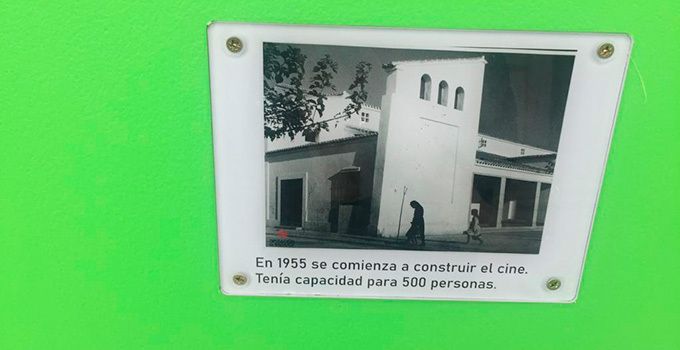 En 1955 se comienza a construir el cine.
Tenía capacidad para 500 personas.